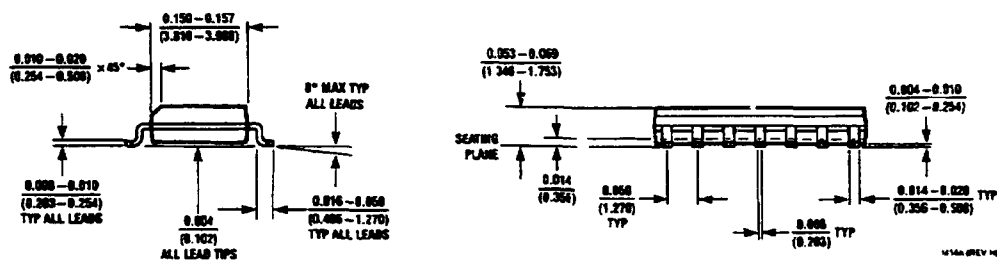 0.150 – 0.157
(3.810 – 3.988)
0.010 – 0.020 × 45°
(0.254 – 0.508)
8° MAX TYP
ALL LEADS
0.008 – 0.010
(0.203 – 0.254)
TYP ALL LEADS
0.004
(0.102)
ALL LEAD TIPS
0.016 – 0.050
(0.406 – 1.270)
TYP ALL LEADS
0.053 – 0.069
(1.346 – 1.753)
0.004 – 0.010
(0.102 – 0.254)
SEATING
PLANE
0.014
(0.356)
0.050
(1.270)
TYP
0.014 – 0.020 TYP
(0.356 – 0.508)
0.008 TYP
(0.203)
M14A (REV H)